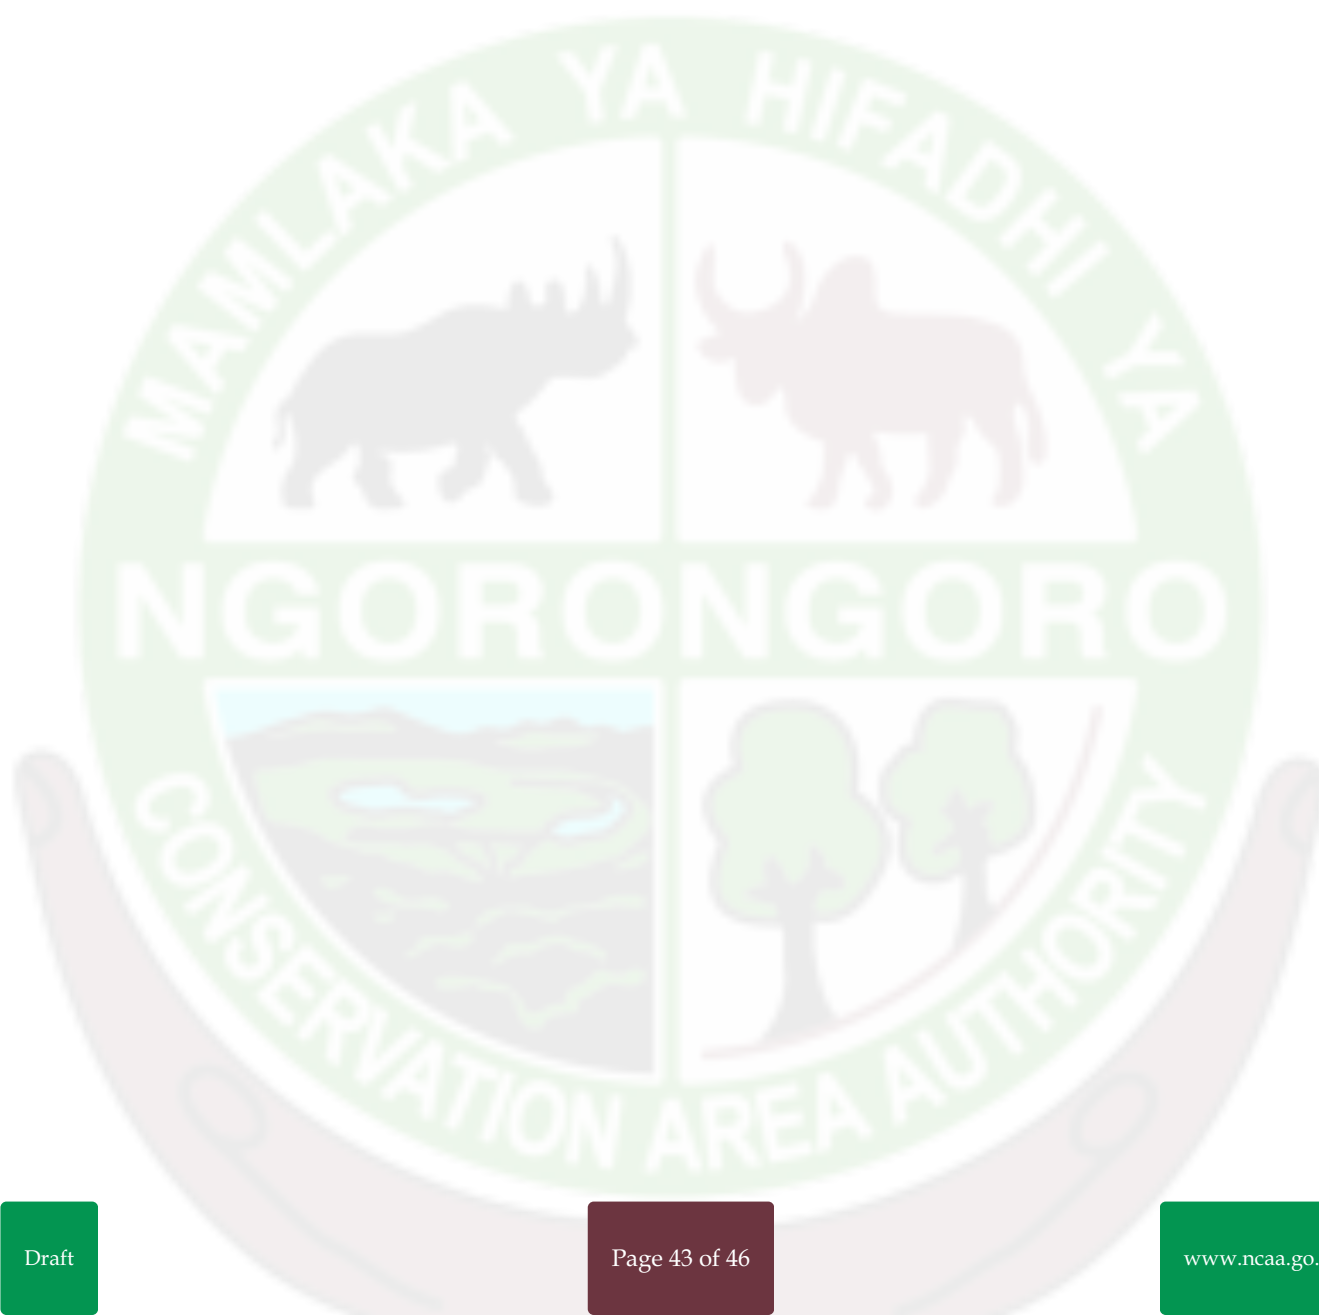 MAMLAKA YA HIFADHI YA
NGORONGORO
CONSERVATION AREA AUTHORITY
Draft
Page 43 of 46
www.ncaa.go.